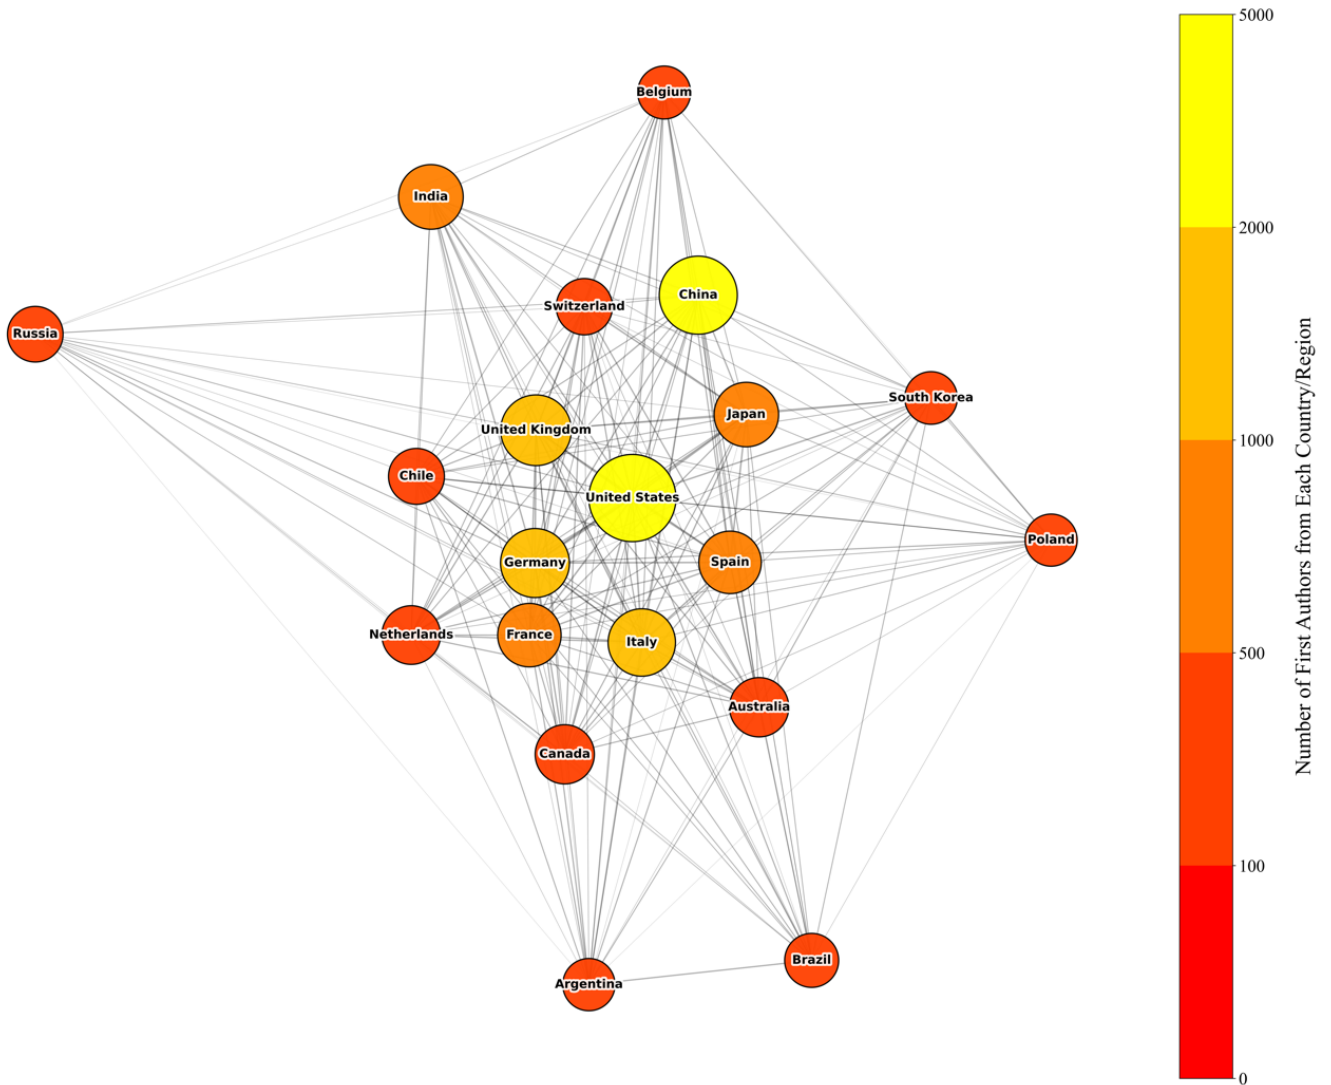 5000
Belgium
India
2000
China
Switzerland
Russia
South Korea
Japan
United Kingdom
1000
Chile
United States
Poland
Germany
Spain
Netherlands
France
Italy
500
Australia
Canada
100
Brazil
Argentina
0
Number of First Authors from Each Country/Region